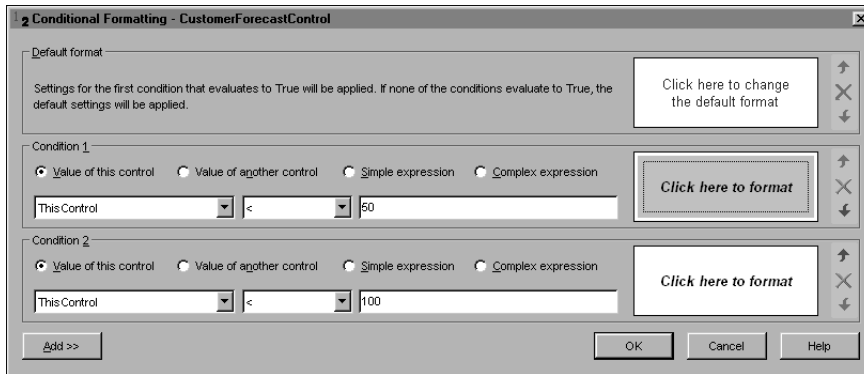 Conditional Formatting - CustomerForecastControl
Default format
Settings for the first condition that evaluates to True will be applied. If none of the conditions evaluate to True, the
default settings will be applied.
Click here to change
the default format
Condition 1
Value of this control Value of another control Simple expression Complex expression
This Control < 50
Click here to format
Condition 2
Value of this control Value of another control Simple expression Complex expression
This Control < 100
Click here to format
Add >> OK Cancel Help